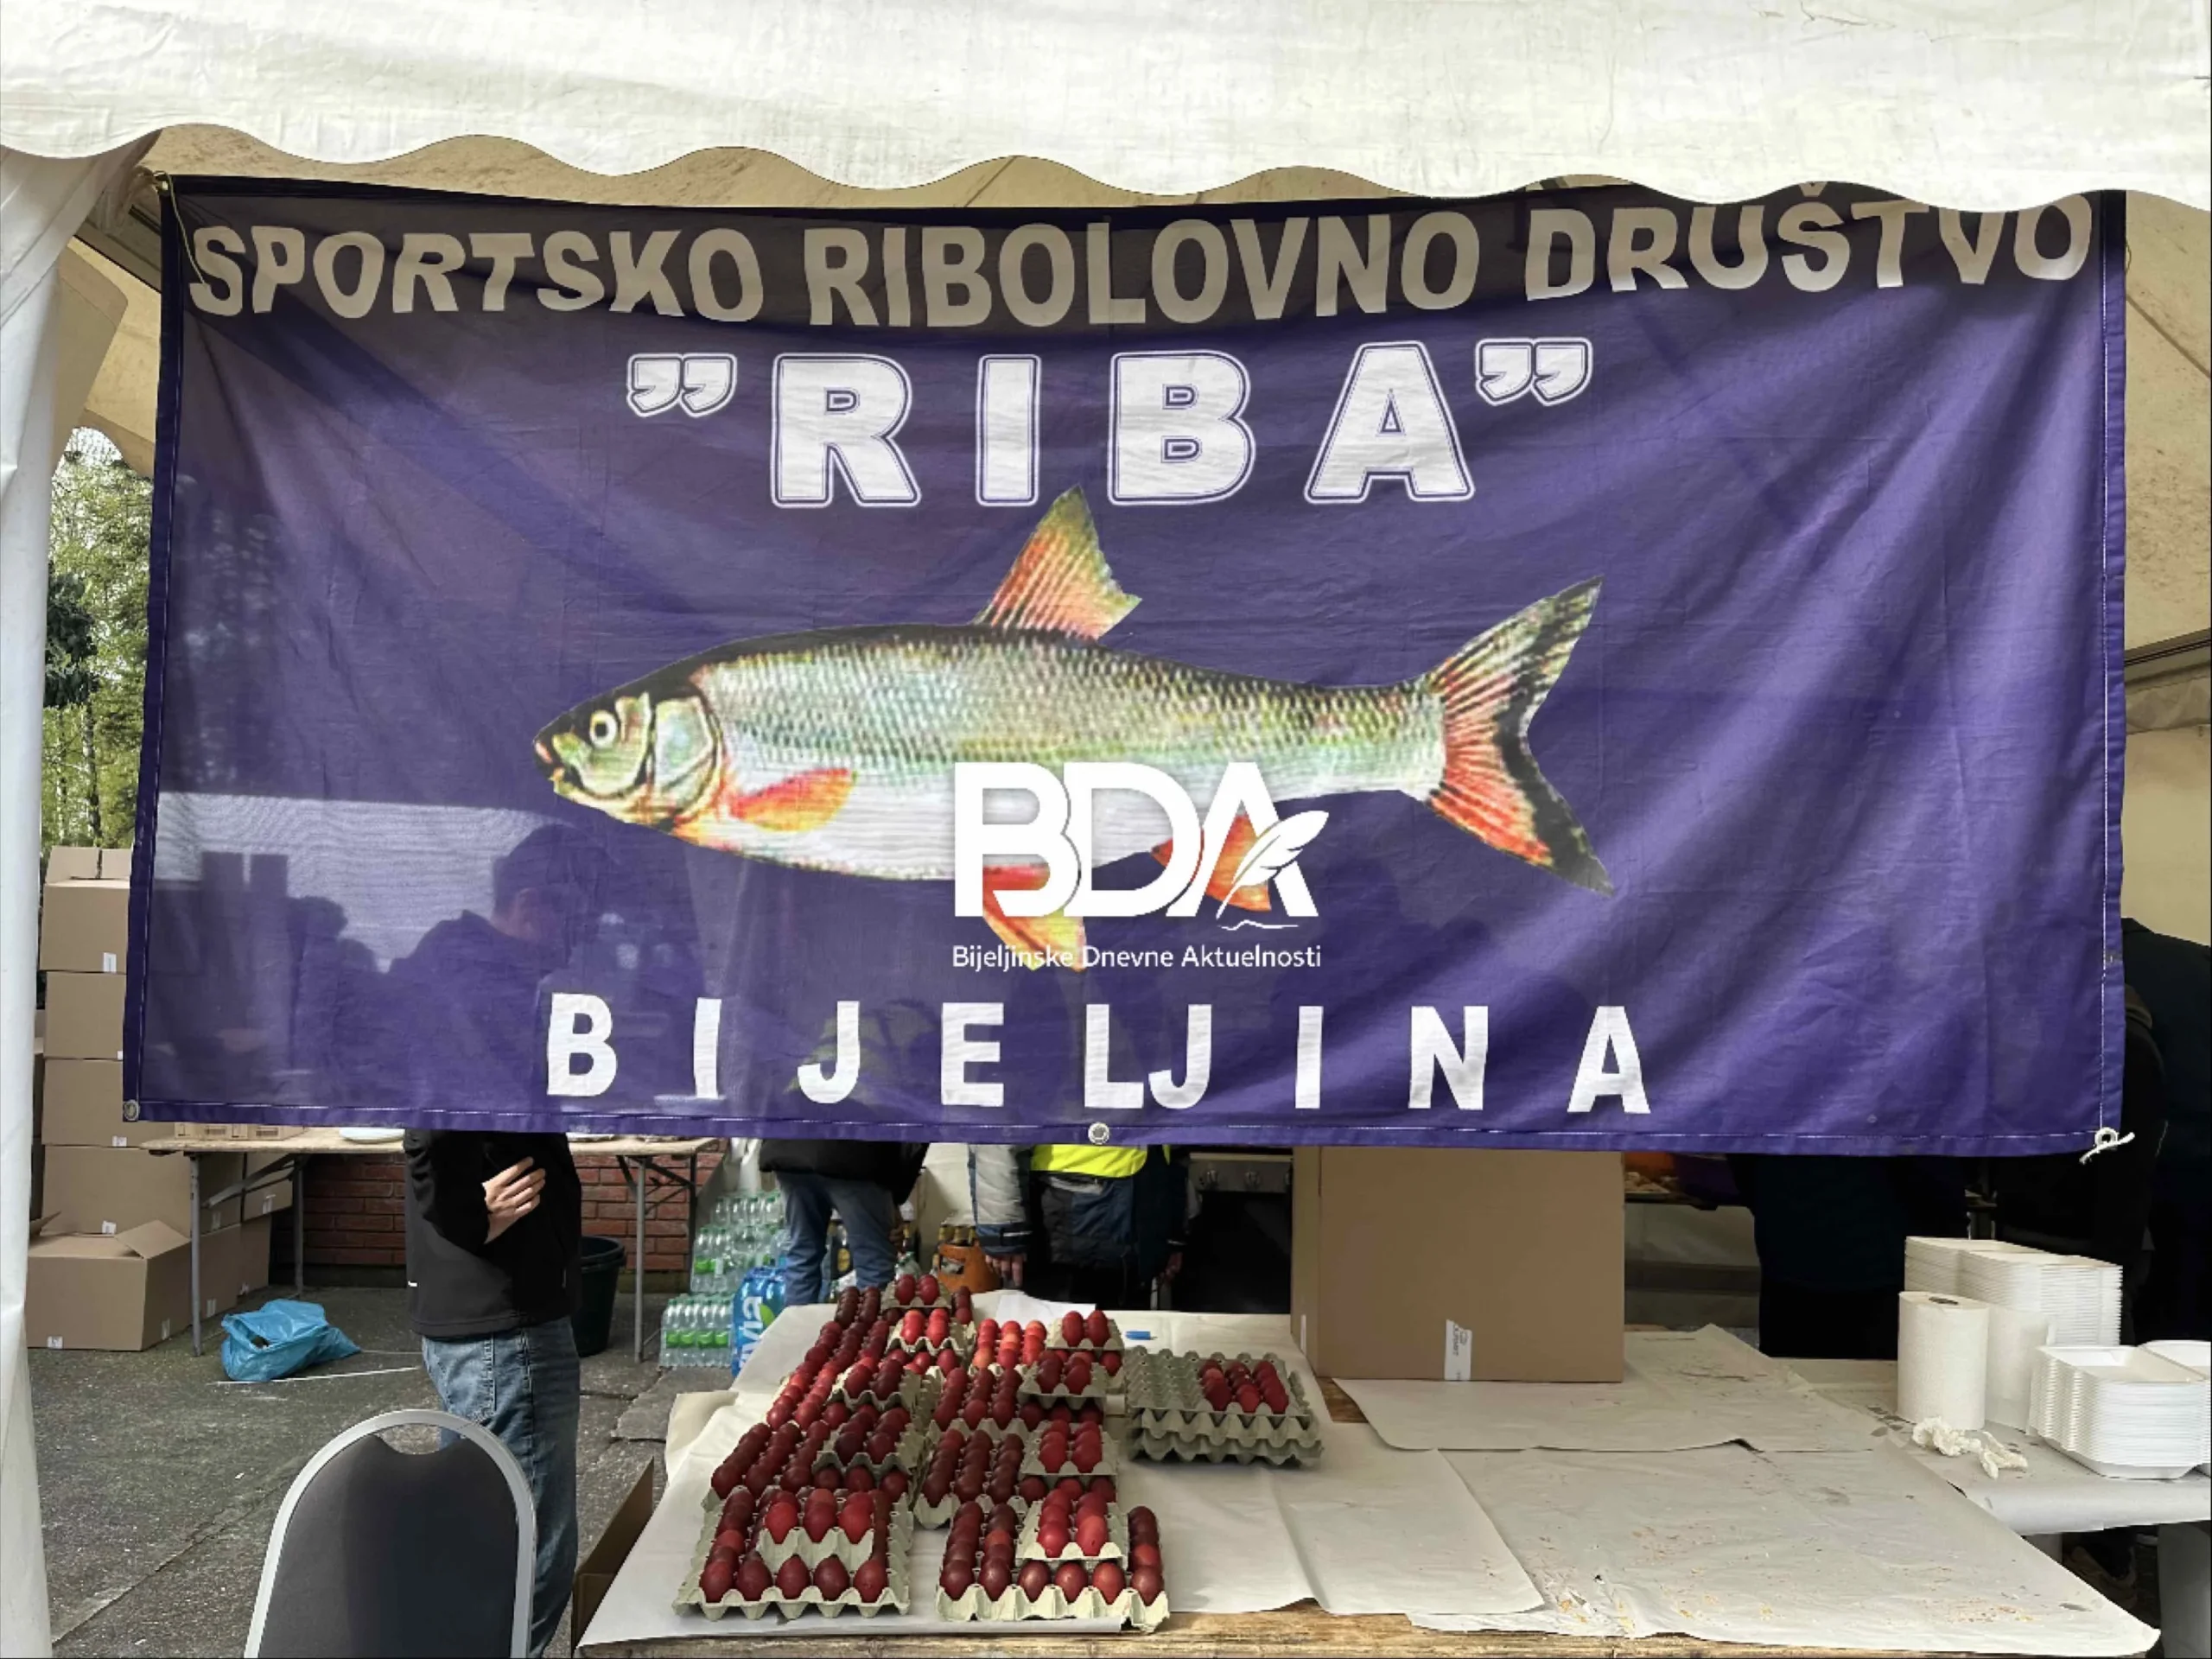 SPORTSKO RIBOLOVNO DRUŠTVO
”RIBA”
BDA
Bijeljinske Dnevne Aktuelnosti
BIJELJINA